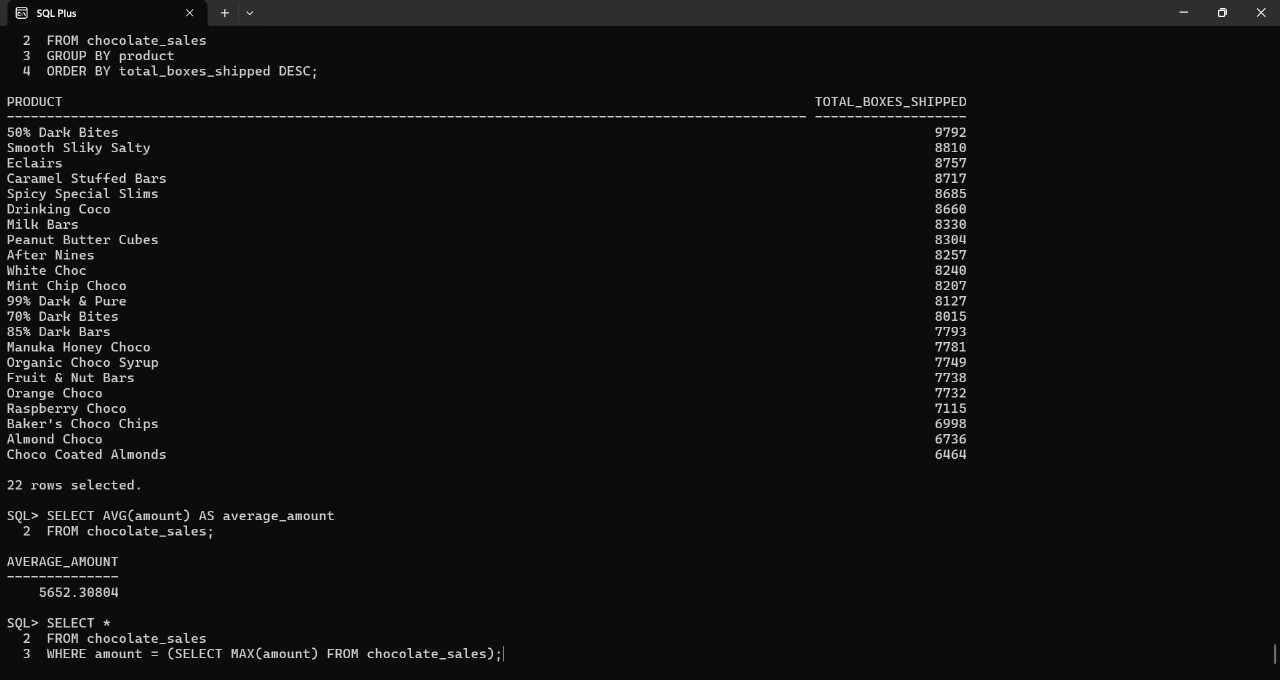 SQL Plus
  2  FROM chocolate_sales
  3  GROUP BY product
  4  ORDER BY total_boxes_shipped DESC;

PRODUCT                                                                                              TOTAL_BOXES_SHIPPED
---------------------------------------------------------------------------------------------------- -------------------
50% Dark Bites                                                                                                      9792
Smooth Sliky Salty                                                                                                  8810
Eclairs                                                                                                             8757
Caramel Stuffed Bars                                                                                                8717
Spicy Special Slims                                                                                                 8685
Drinking Coco                                                                                                       8660
Milk Bars                                                                                                           8330
Peanut Butter Cubes                                                                                                 8304
After Nines                                                                                                         8257
White Choc                                                                                                          8240
Mint Chip Choco                                                                                                     8207
99% Dark & Pure                                                                                                     8127
70% Dark Bites                                                                                                      8015
85% Dark Bars                                                                                                       7793
Manuka Honey Choco                                                                                                  7781
Organic Choco Syrup                                                                                                 7749
Fruit & Nut Bars                                                                                                    7738
Orange Choco                                                                                                        7732
Raspberry Choco                                                                                                     7115
Baker's Choco Chips                                                                                                 6998
Almond Choco                                                                                                        6736
Choco Coated Almonds                                                                                                6464

22 rows selected.

SQL> SELECT AVG(amount) AS average_amount
  2  FROM chocolate_sales;

AVERAGE_AMOUNT
--------------
    5652.30804

SQL> SELECT *
  2  FROM chocolate_sales
  3  WHERE amount = (SELECT MAX(amount) FROM chocolate_sales);